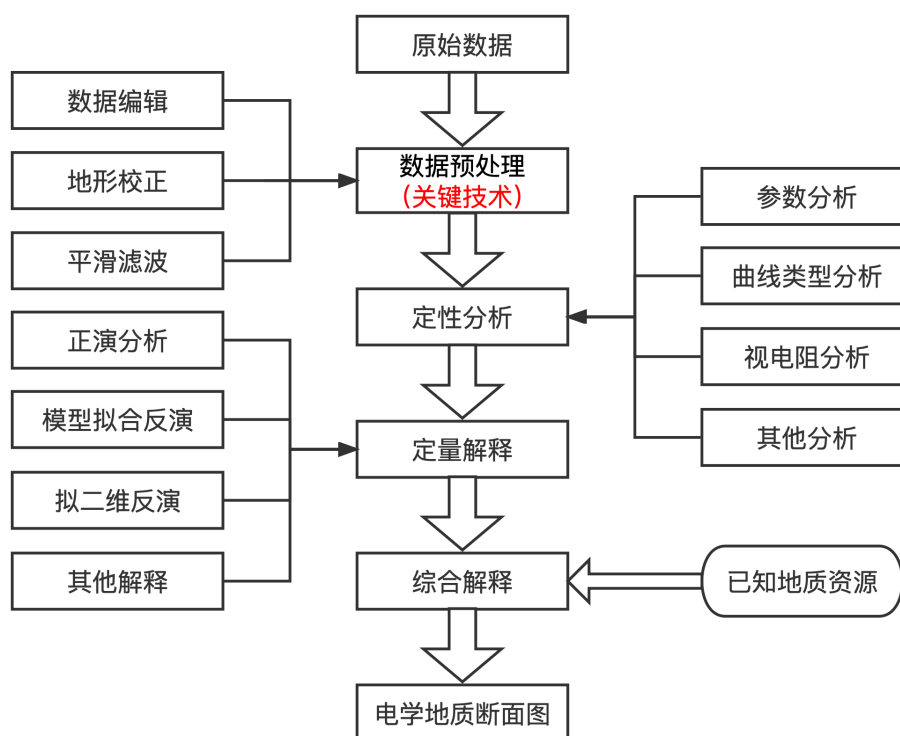 原始数据
数据编辑
数据预处理
(关键技术)
地形校正
参数分析
平滑滤波
曲线类型分析
定性分析
正演分析
视电阻分析
模型拟合反演
其他分析
定量解释
拟二维反演
其他解释
综合解释
已知地质资源
电学地质断面图